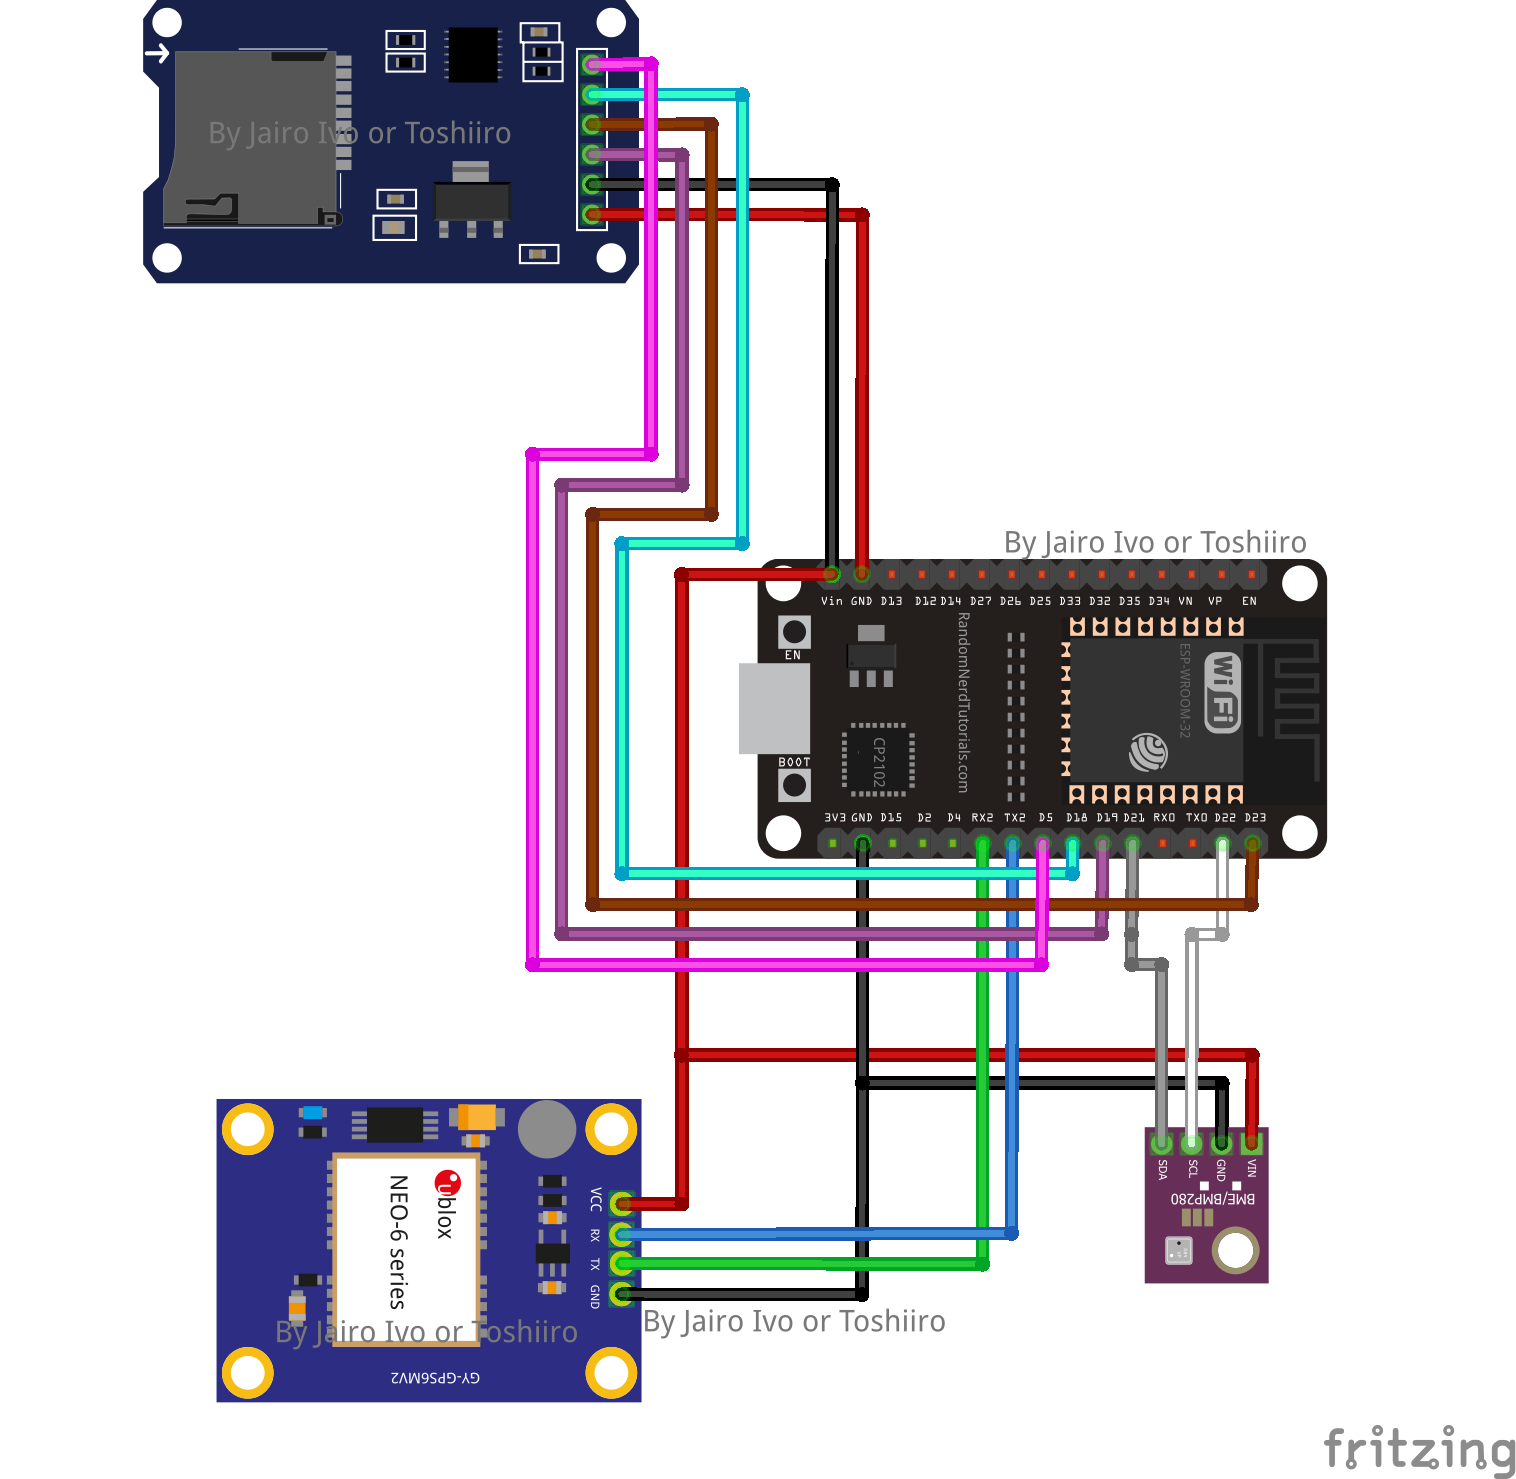 By Jairo Ivo or Toshiiro
By Jairo Ivo or Toshiiro
Vin GND D13 D12 D14 D27 D26 D25 D33 D32 D35 D34 VN VP EN
EN
RandomNerdTutorials.com
ESP-WROOM-32
Wi Fi
CP2102
BOOT
3V3 GND D15 D2 D4 RX2 TX2 D5 D18 D19 D21 RX0 TX0 D22 D23
SDA SCL GND VIN
BME/BMP280
ublox
NEO-6 series
VCC
RX
TX
GND
By Jairo Ivo or Toshiiro
By Jairo Ivo or Toshiiro
GY-GPS6MV2
fritzing